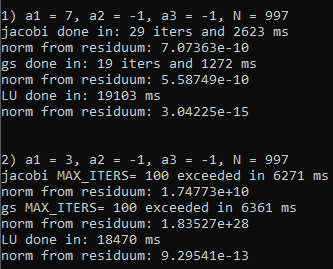 1) a1 = 7, a2 = -1, a3 = -1, N = 997
jacobi done in: 29 iters and 2623 ms
norm from residuum: 7.07363e-10
gs done in: 19 iters and 1272 ms
norm from residuum: 5.58749e-10
LU done in: 19103 ms
norm from residuum: 3.04225e-15
2) a1 = 3, a2 = -1, a3 = -1, N = 997
jacobi MAX_ITERS= 100 exceeded in 6271 ms
norm from residuum: 1.74773e+10
gs MAX_ITERS= 100 exceeded in 6361 ms
norm from residuum: 1.83527e+28
LU done in: 18470 ms
norm from residuum: 9.29541e-13